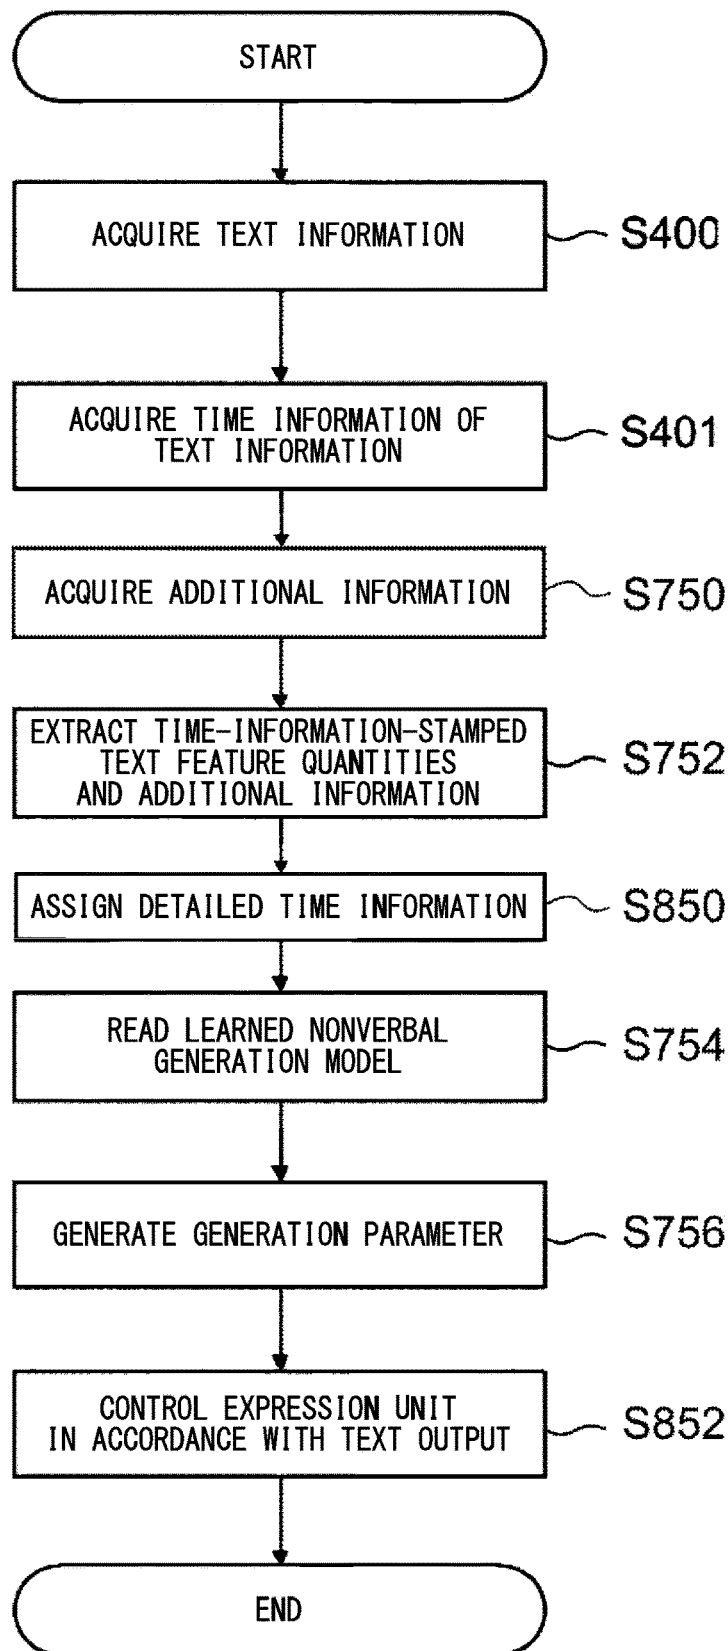 START
ACQUIRE TEXT INFORMATION
S400
ACQUIRE TIME INFORMATION OF
TEXT INFORMATION
S401
ACQUIRE ADDITIONAL INFORMATION
S750
EXTRACT TIME-INFORMATION-STAMPED
TEXT FEATURE QUANTITIES
AND ADDITIONAL INFORMATION
S752
ASSIGN DETAILED TIME INFORMATION
S850
READ LEARNED NONVERBAL
GENERATION MODEL
S754
GENERATE GENERATION PARAMETER
S756
CONTROL EXPRESSION UNIT
IN ACCORDANCE WITH TEXT OUTPUT
S852
END